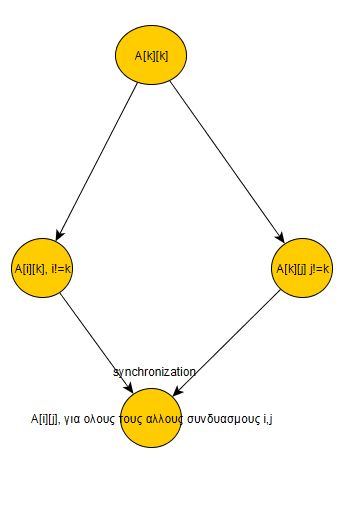 A[k][k]
A[i][k], i!=k
A[k][j] j!=k
synchronization
A[i][j], για ολους τους αλλους συνδυασμους i,j